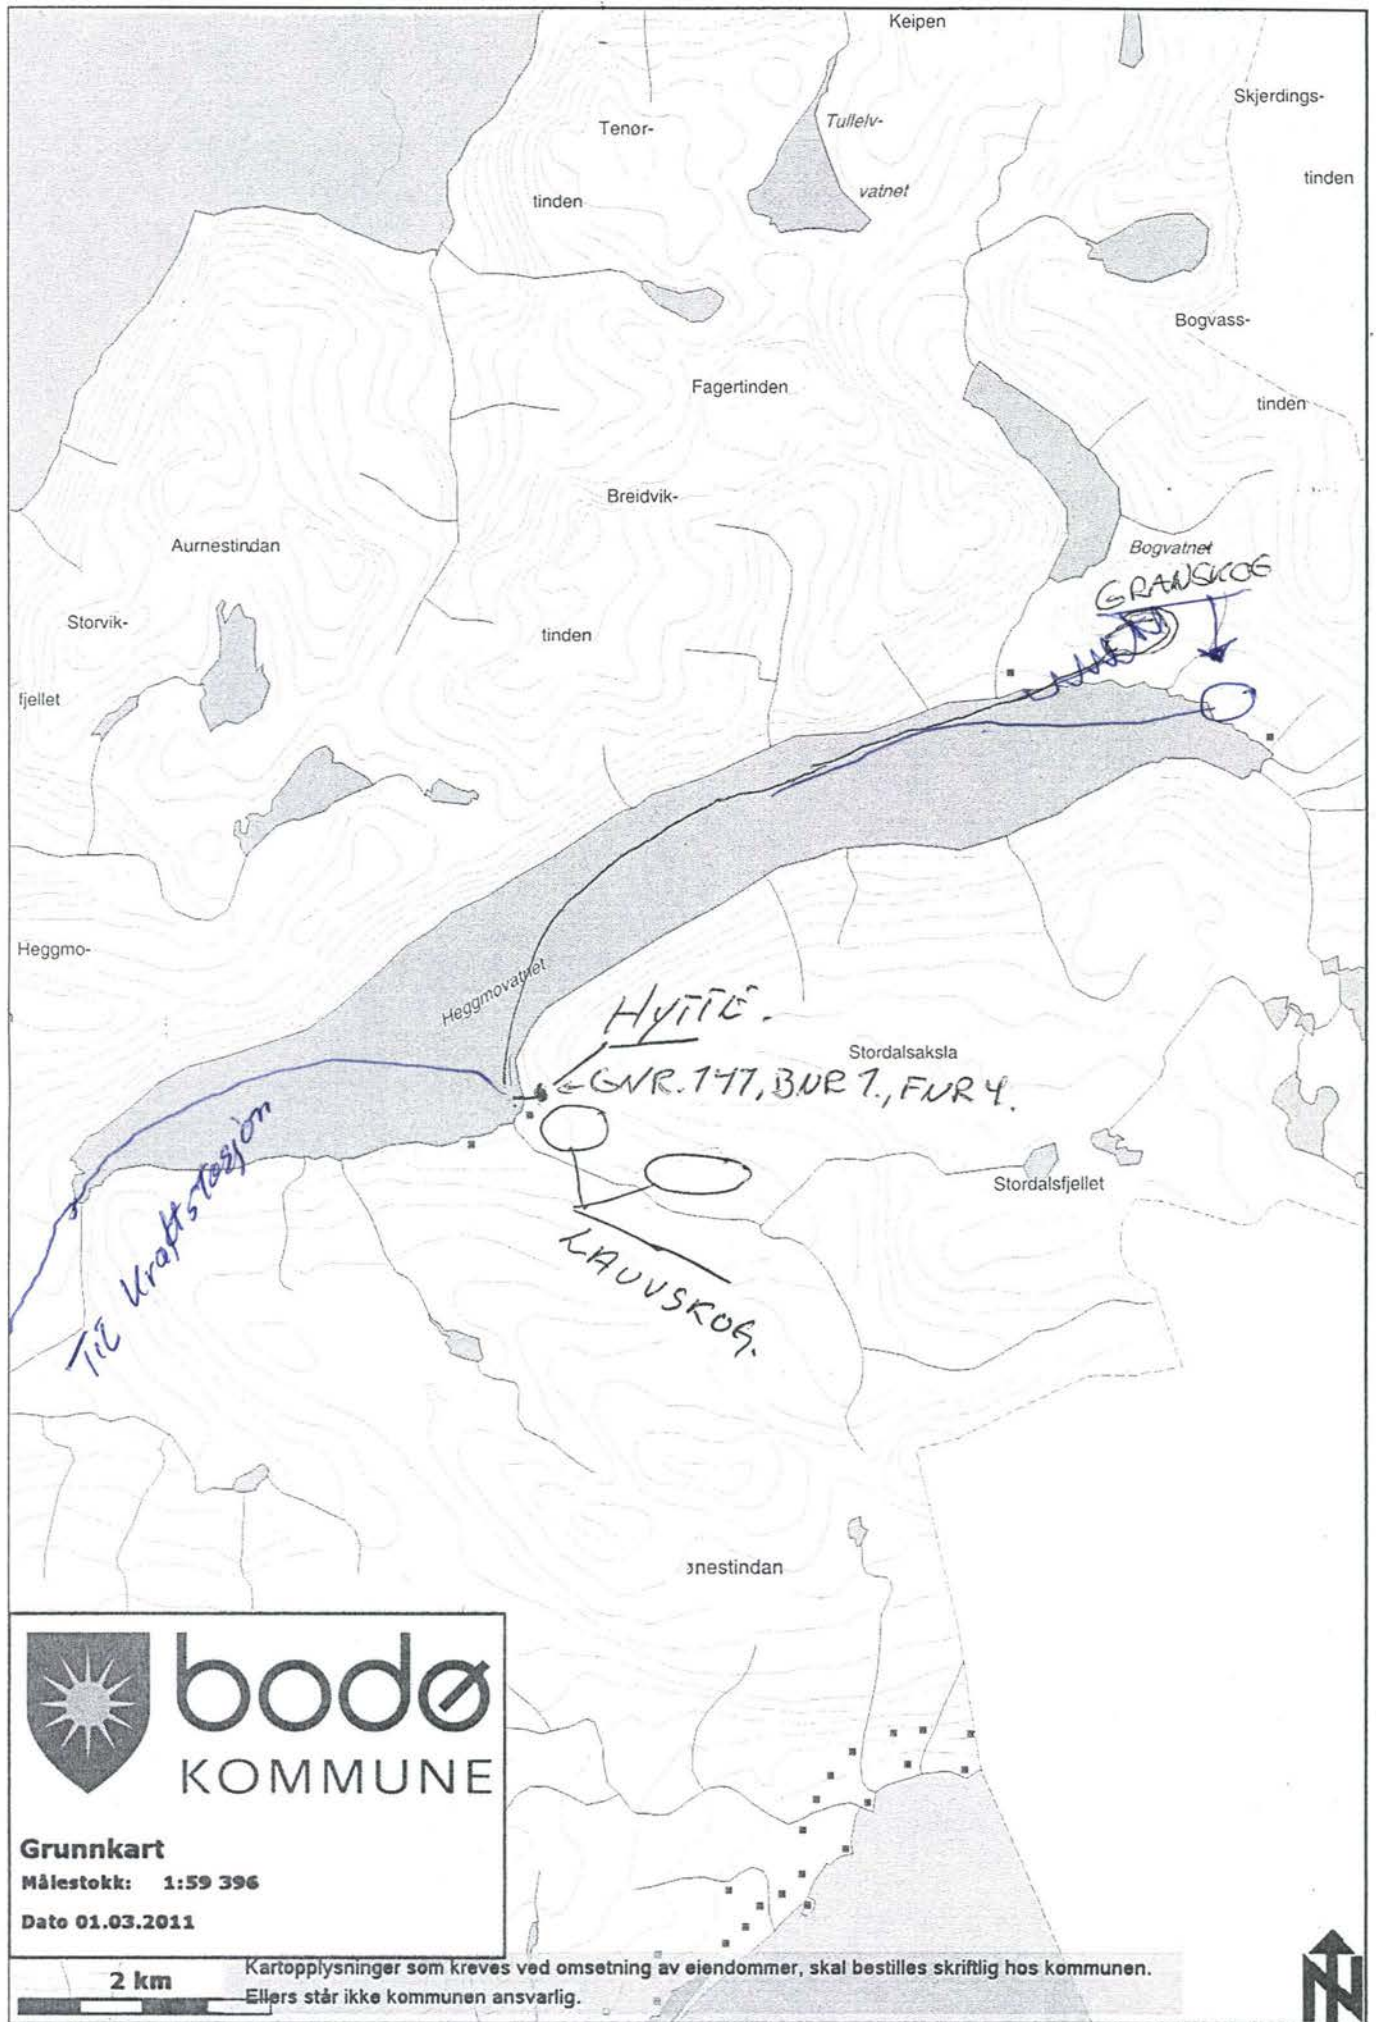 Keipen
Skjerdings-
tinden
Tenør-
tinden
Tullelv-
vatnet
Bogvass-
tinden
Fagertinden
Breidvik-
tinden
Aurnestindan
Storvik-
fjellet
Bogvatnet
GRANSKOG
Heggmo-
Heggmovatnet
HYTTE.
GNR. 147, BNR 1., FNR 4.
Stordalsaksla
Stordalsfjellet
Til Kraftstasjon
LAUVSKOG.
ønestindan
bodø
KOMMUNE
Grunnkart
Målestokk: 1:59 396
Dato 01.03.2011
2 km
Kartopplysninger som kreves ved omsetning av eiendommer, skal bestilles skriftlig hos kommunen.
Ellers står ikke kommunen ansvarlig.
N